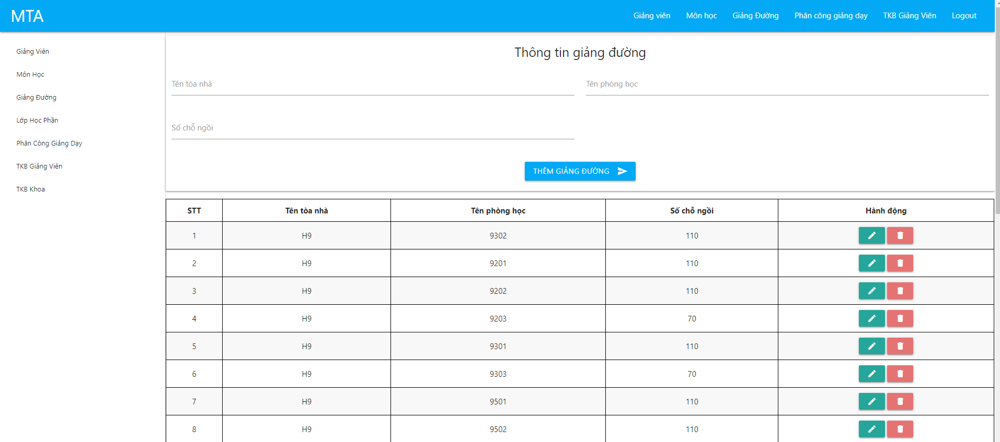 MTA
Giảng viên Môn học Giảng Đường Phân công giảng dạy TKB Giảng Viên Logout
Giảng Viên
Môn Học
Giảng Đường
Lớp Học Phần
Phân Công Giảng Dạy
TKB Giảng Viên
TKB Khoa
Thông tin giảng đường
Tên tòa nhà Tên phòng học
Số chỗ ngồi
THÊM GIẢNG ĐƯỜNG
STT Tên tòa nhà Tên phòng học Số chỗ ngồi Hành động
1 H9 9302 110
2 H9 9201 110
3 H9 9202 110
4 H9 9203 70
5 H9 9301 110
6 H9 9303 70
7 H9 9501 110
8 H9 9502 110